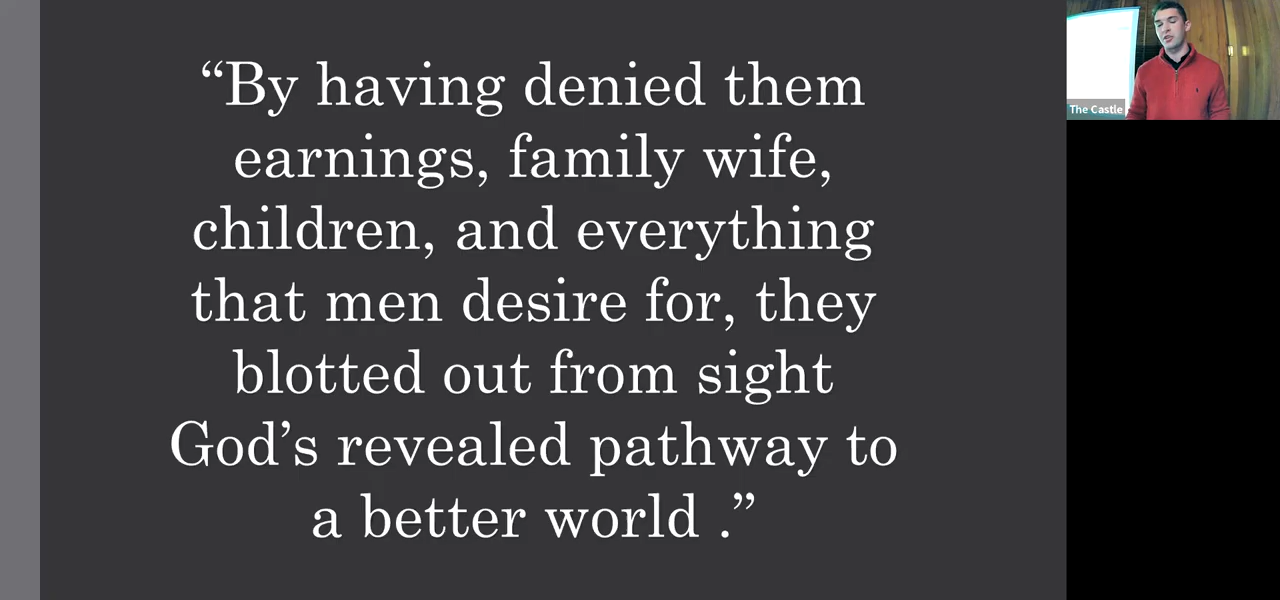 “By having denied them
earnings, family wife,
children, and everything
that men desire for, they
blotted out from sight
God’s revealed pathway to
a better world .”
The Castle